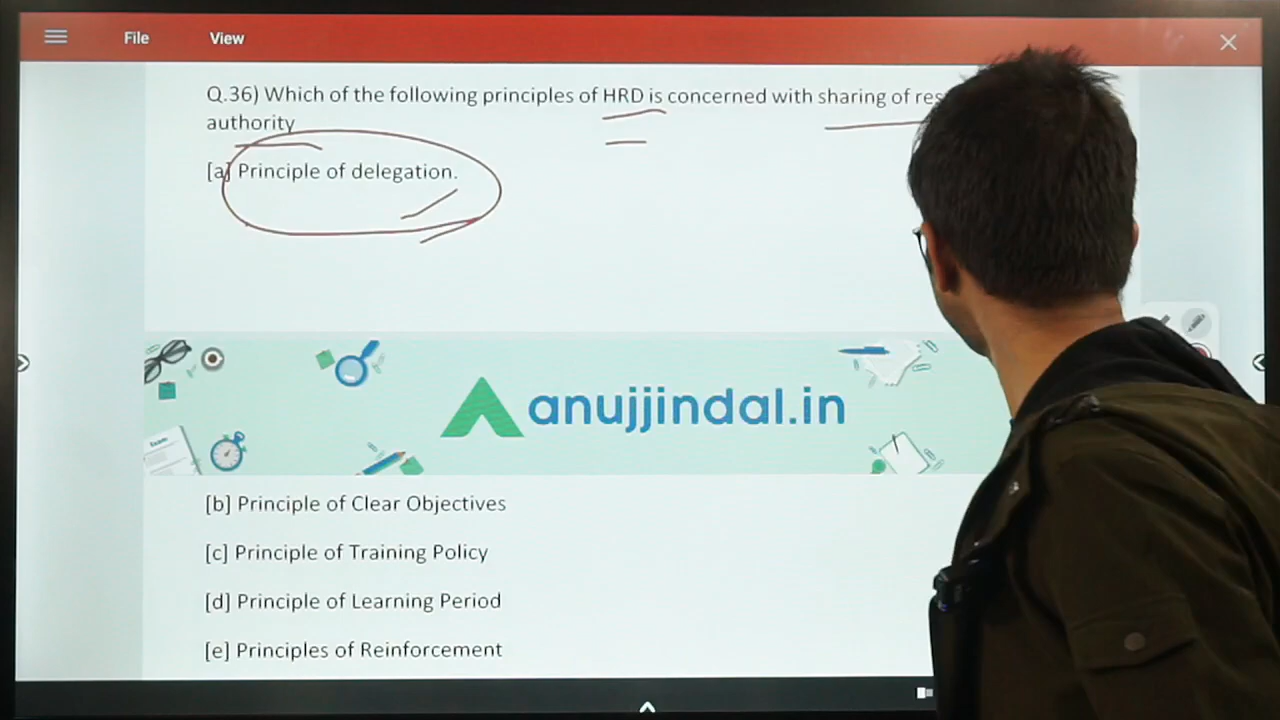 File View
Q.36) Which of the following principles of HRD is concerned with sharing of
authority
[a] Principle of delegation.
Exam
anujjindal.in
[b] Principle of Clear Objectives
[c] Principle of Training Policy
[d] Principle of Learning Period
[e] Principles of Reinforcement